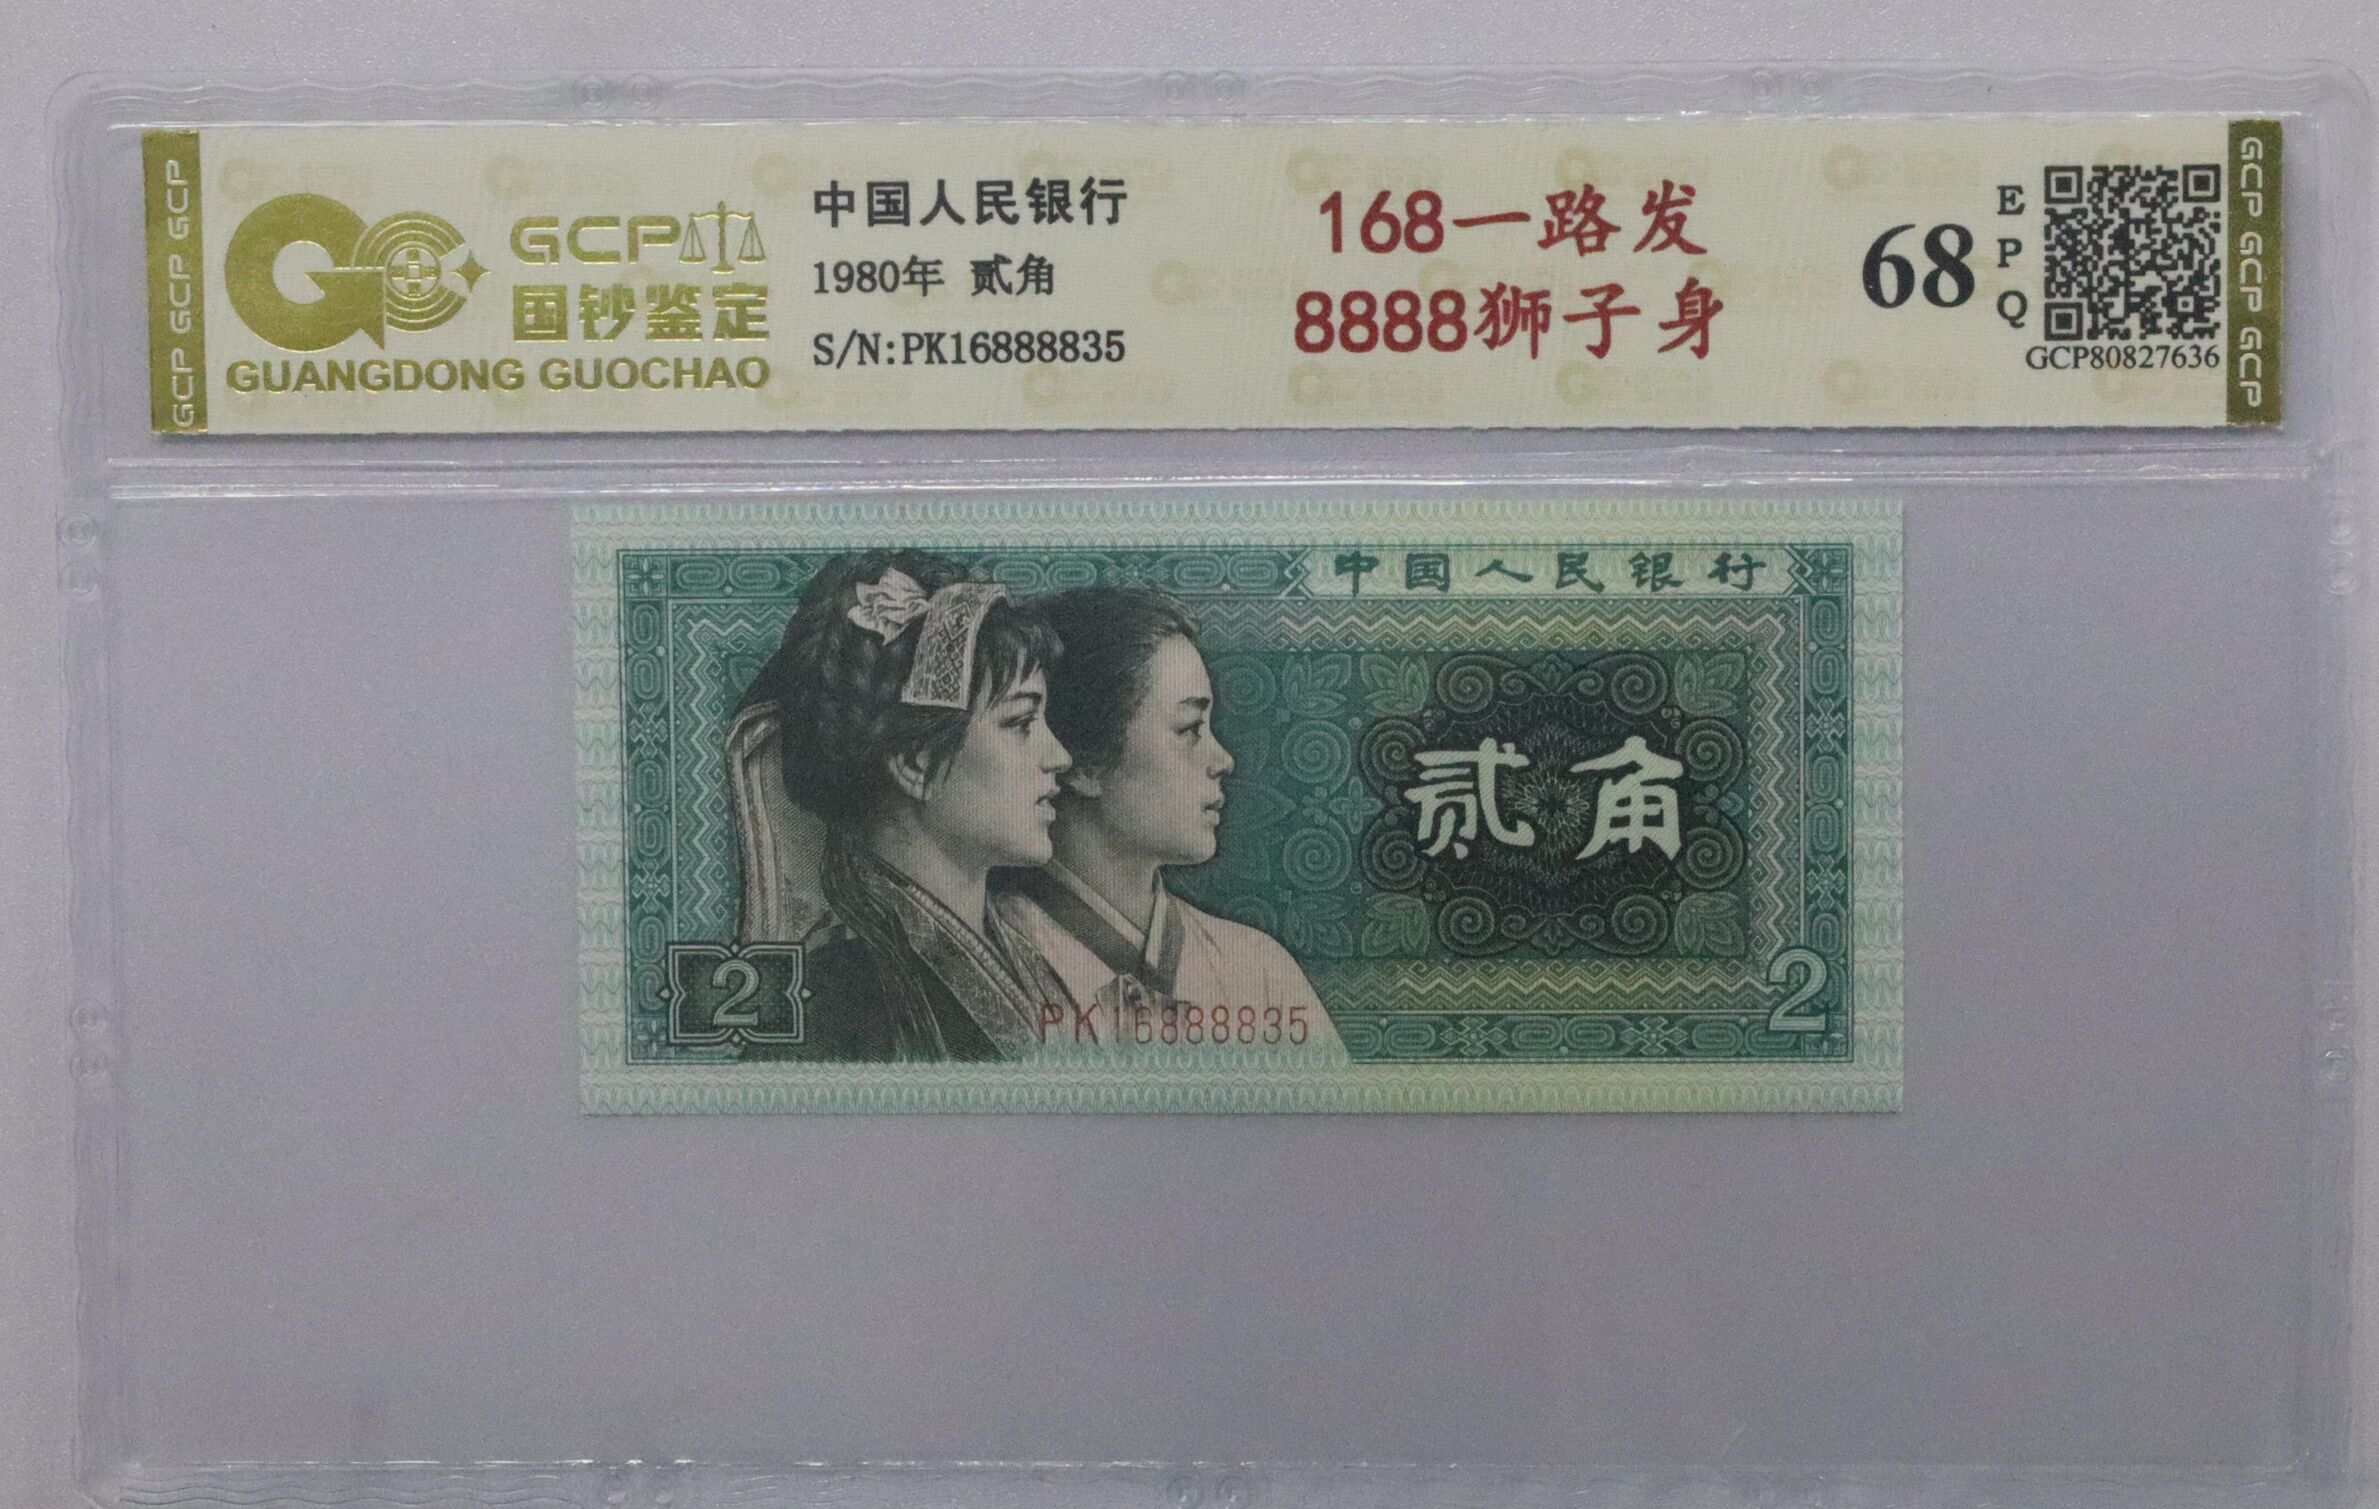 GCP GCP GCP
GCP
国钞鉴定
GUANGDONG GUOCHAO
中国人民银行
1980年 贰角
S/N:PK16888835
168一路发
8888狮子身
68
EPQ
GCP80827636
GCP GCP GCP
中国人民银行
贰角
2
PK16888835
2